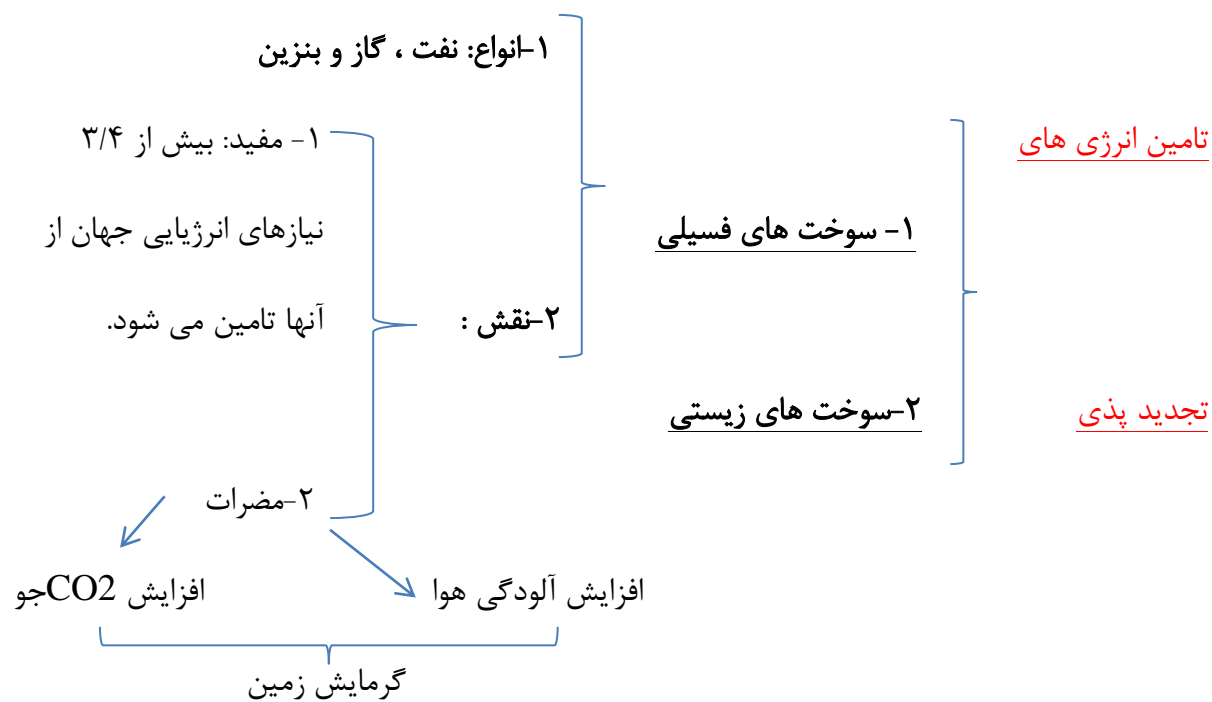 تامین انرژی های
تجدید پذی
۱- سوخت های فسیلی
۲-سوخت های زیستی
۱-انواع: نفت ، گاز و بنزین
۲-نقش :
۱- مفید: بیش از ۳/۴
نیازهای انرژیایی جهان از
آنها تامین می شود.
۲-مضرات
افزایش آلودگی هوا
افزایش CO2جو
گرمایش زمین